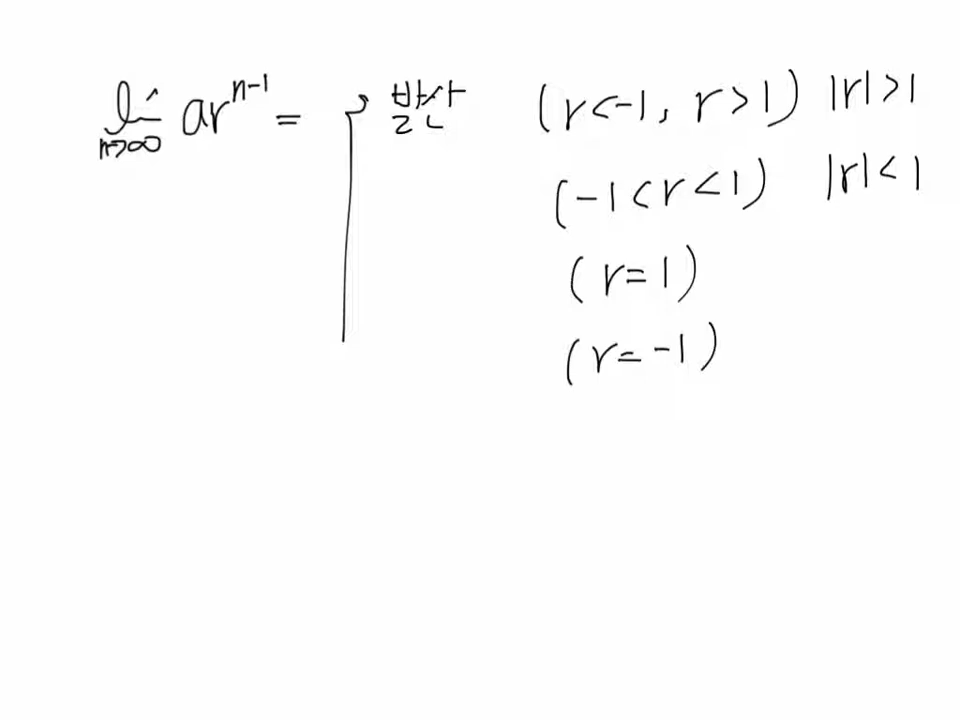 lim n→∞ ar^{n-1} = { 발산 (r<-1, r>1) |r|>1
(-1<r<1) |r|<1
(r=1)
(r=-1)